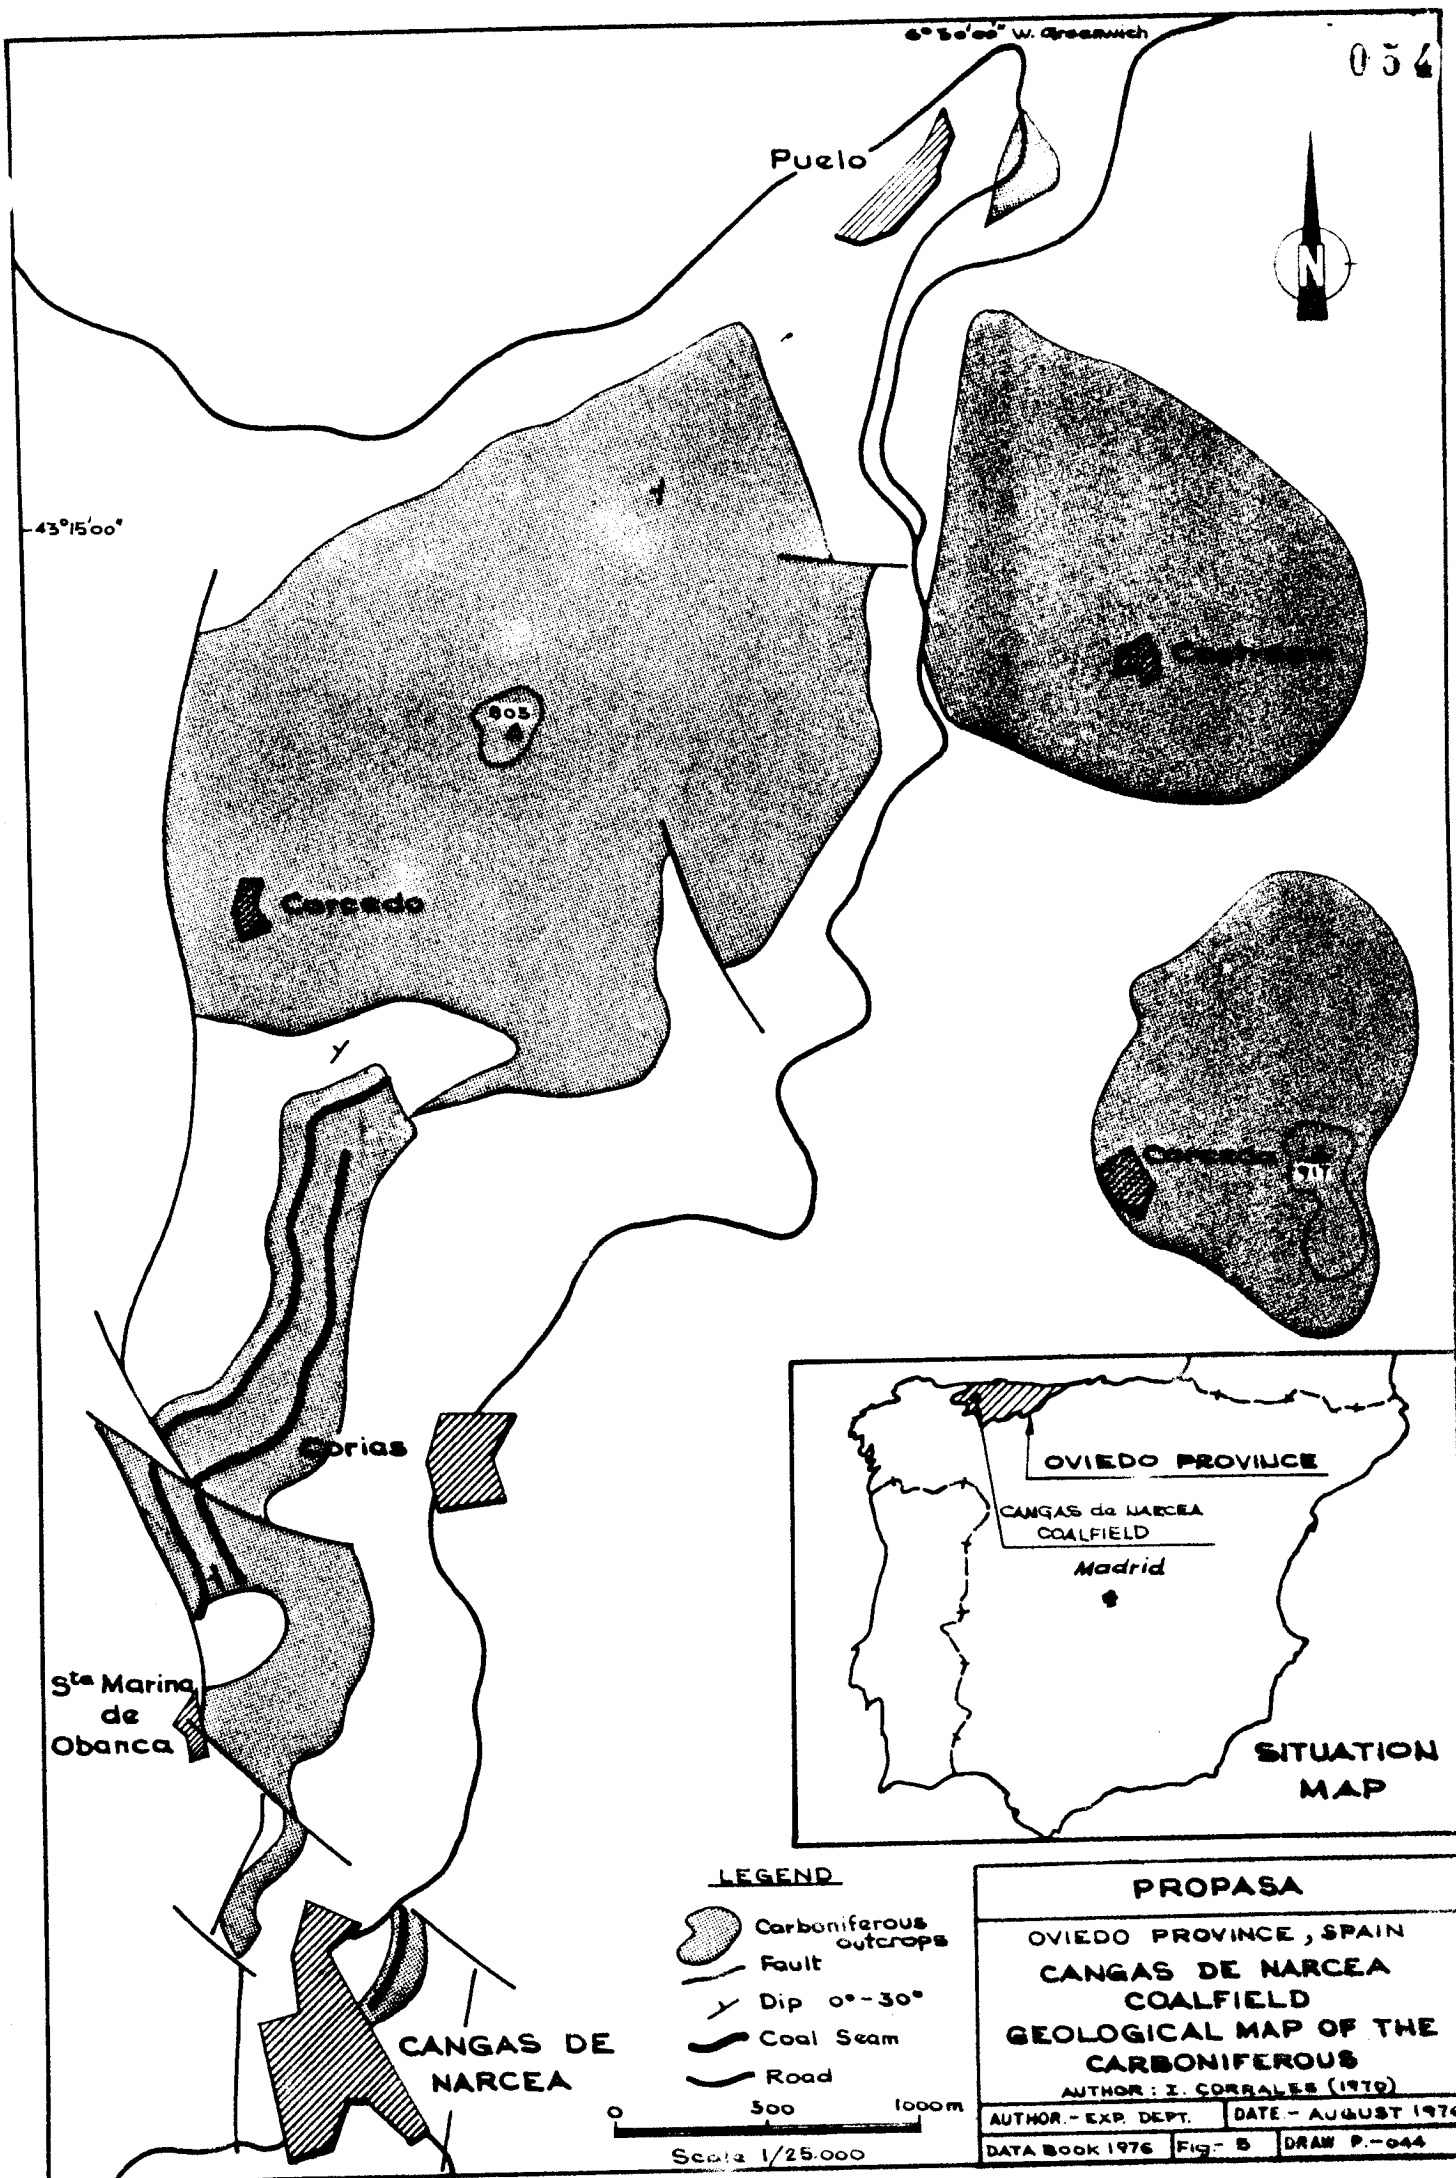 6°30'00" W. Greenwich
054
Puelo
N
43°15'00"
805
Carcedo
Corias
Sta Marina
de
Obanca
CANGAS DE
NARCEA
OVIEDO PROVINCE
CANGAS de NARCEA
COALFIELD
Madrid
SITUATION
MAP
LEGEND
Carboniferous
outcrops
Fault
Dip 0°-30°
Coal Seam
Road
0 500 1000m
Scale 1/25.000
PROPASA
OVIEDO PROVINCE, SPAIN
CANGAS DE NARCEA
COALFIELD
GEOLOGICAL MAP OF THE
CARBONIFEROUS
AUTHOR: I. CORRALES (1970)
AUTHOR.- EXP. DEPT.
DATE.- AUGUST 1976
DATA BOOK 1976
Fig.- 5
DRAW P.-044